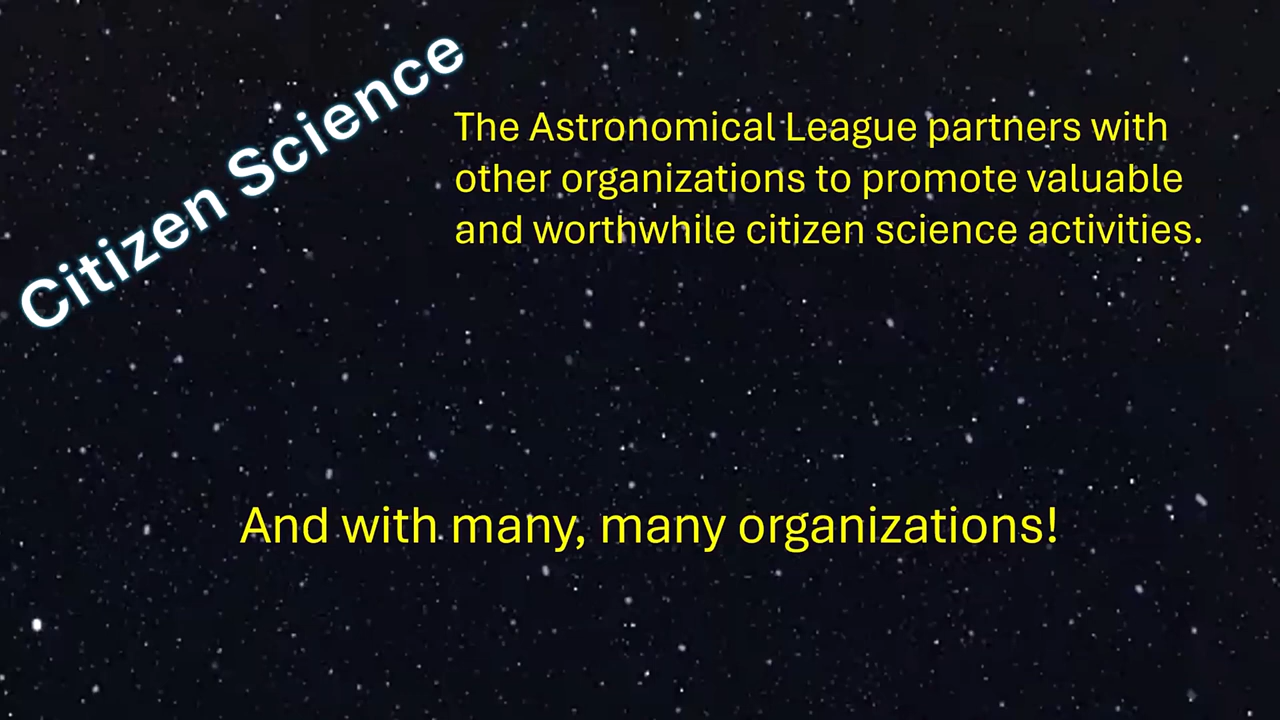 Citizen Science
The Astronomical League partners with
other organizations to promote valuable
and worthwhile citizen science activities.
And with many, many organizations!